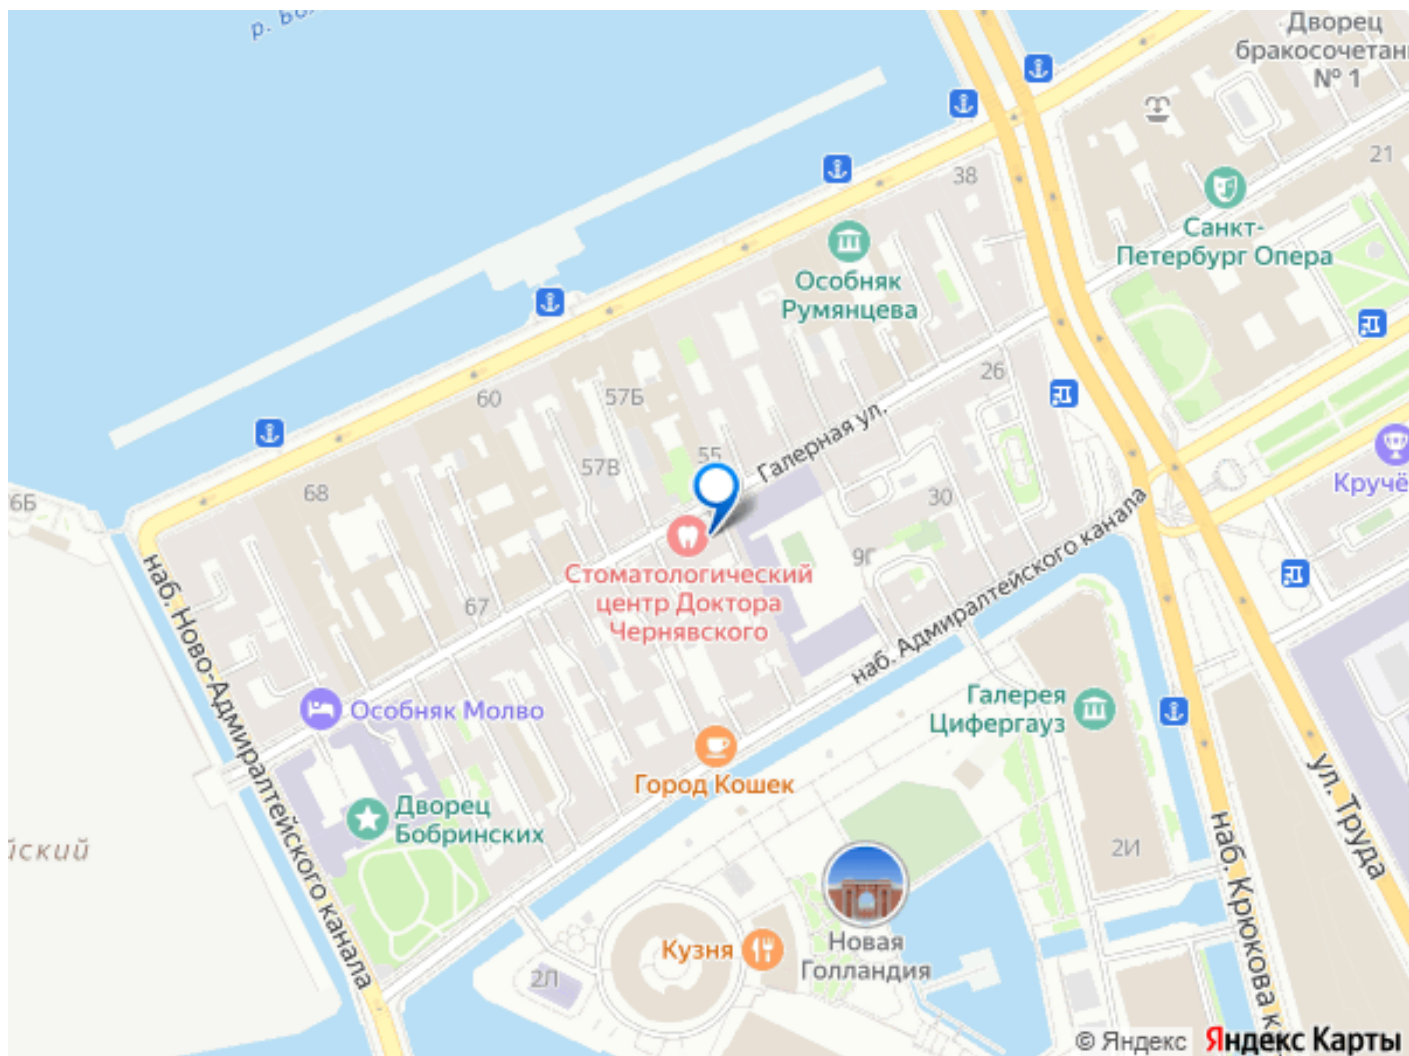 р. Бол
Дворец
бракосочетани
№ 1
21
38
Санкт-
Петербург Опера
Особняк
Румянцева
26
60
57Б
Галерная ул.
55
57В
Кручё
68
30
26Б
наб. Адмиралтейского канала
9Г
Стоматологический
центр Доктора
Чернявского
67
наб. Ново-Адмиралтейского канала
Особняк Молво
Галерея
Цифергауз
Город Кошек
ул. Труда
Дворец
Бобринских
йский
2И
наб. Крюкова к
Кузня
Новая
Голландия
2Л
© Яндекс Яндекс Карты